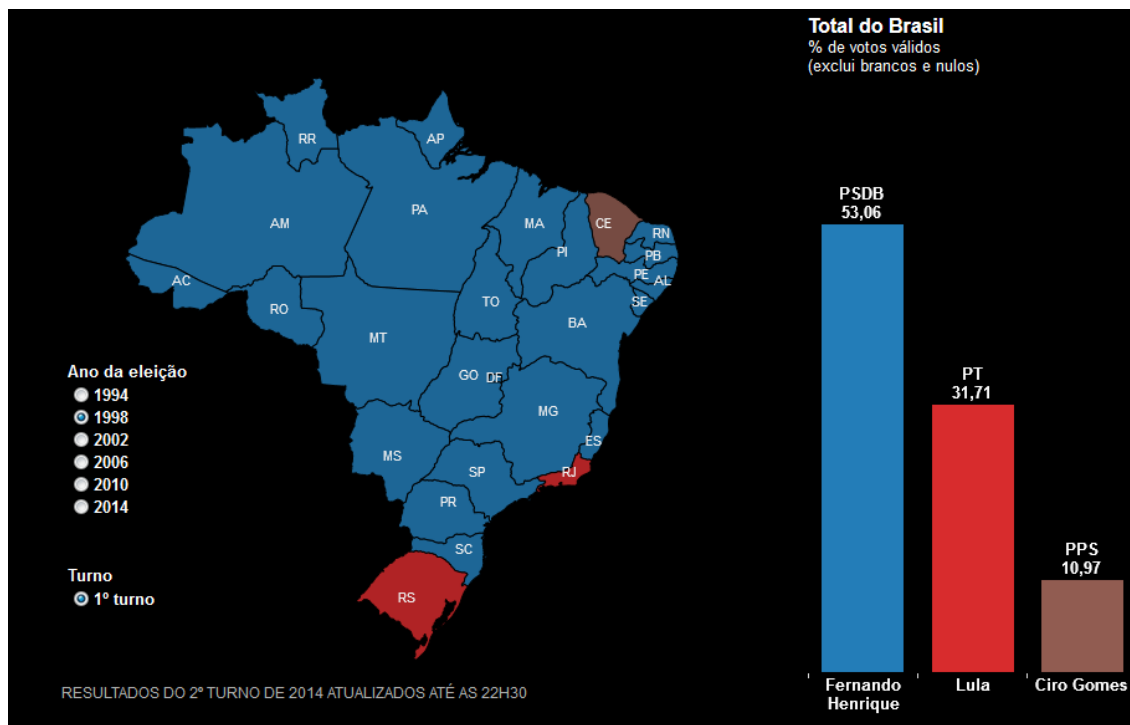 Total do Brasil
% de votos válidos
(exclui brancos e nulos)
RR
AP
AM
PA
MA
CE
RN
PI
PB
PE
AL
SE
AC
RO
TO
BA
MT
GO
DF
MG
ES
MS
SP
RJ
PR
SC
RS
Ano da eleição
1994
1998
2002
2006
2010
2014
Turno
1º turno
RESULTADOS DO 2º TURNO DE 2014 ATUALIZADOS ATÉ AS 22H30
PSDB
53,06
PT
31,71
PPS
10,97
Fernando
Henrique
Lula
Ciro Gomes